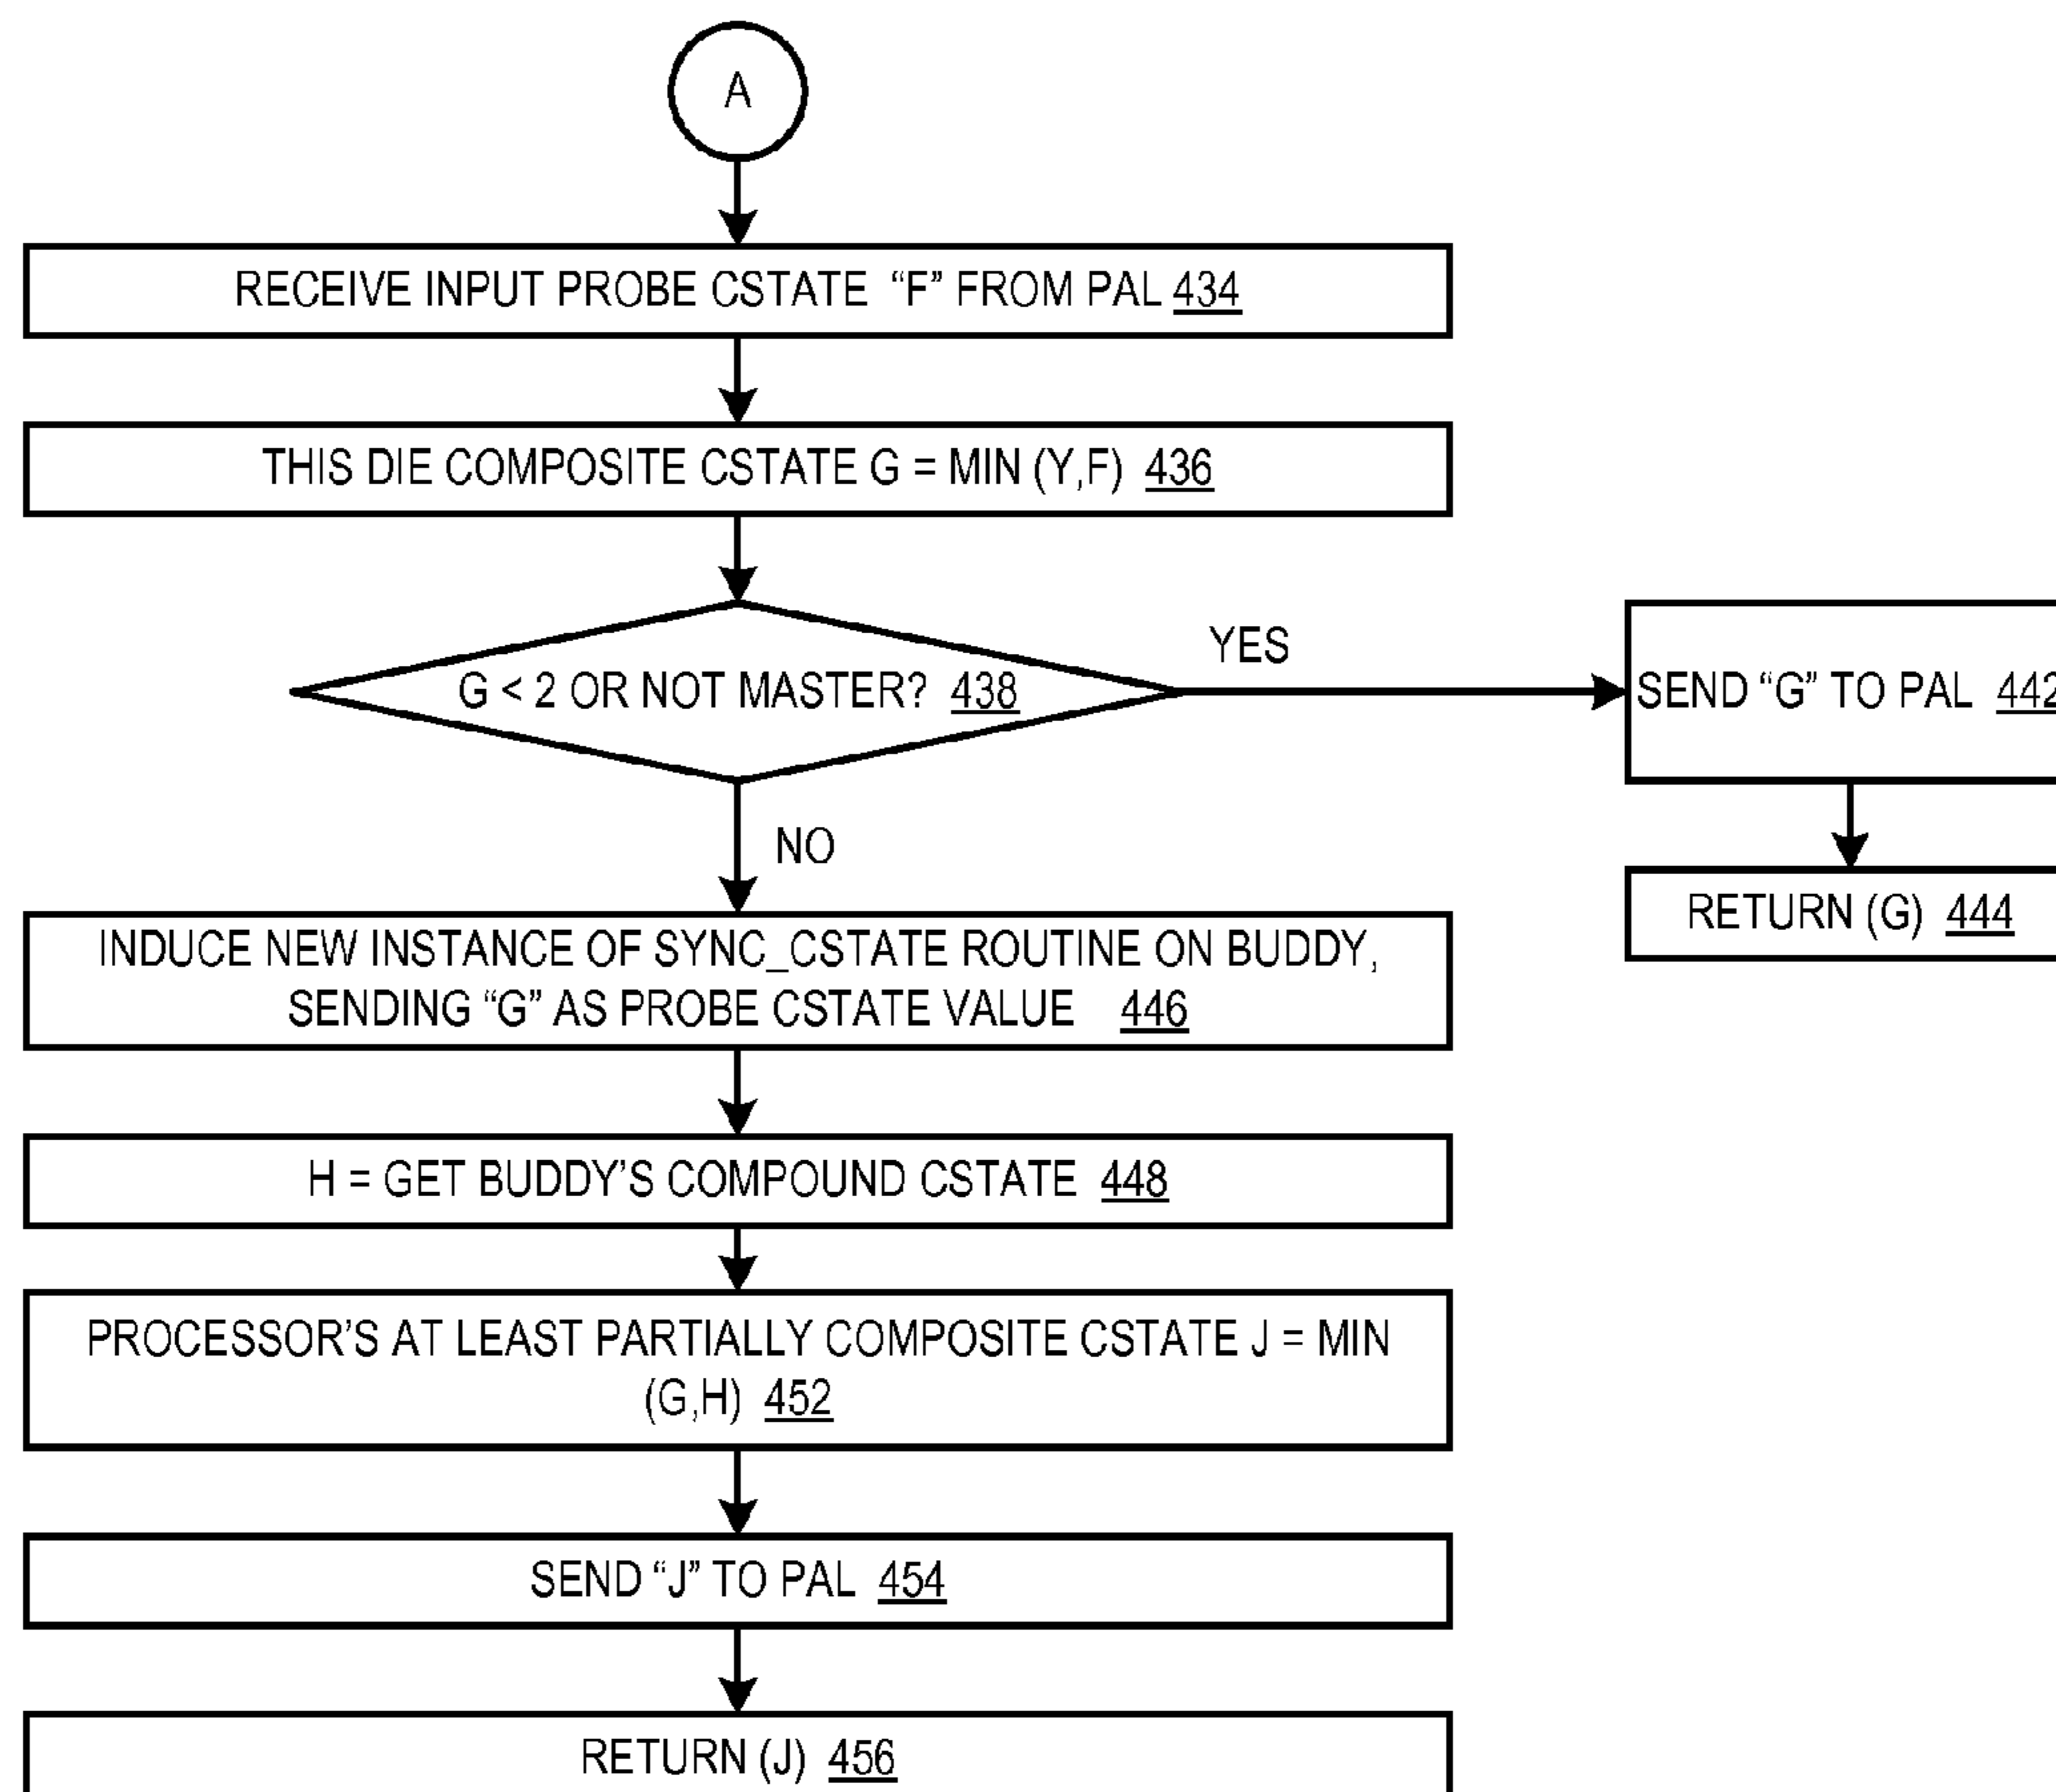 A
RECEIVE INPUT PROBE CSTATE “F” FROM PAL 434
THIS DIE COMPOSITE CSTATE G = MIN (Y,F) 436
G < 2 OR NOT MASTER? 438
YES
SEND “G” TO PAL 442
RETURN (G) 444
NO
INDUCE NEW INSTANCE OF SYNC_CSTATE ROUTINE ON BUDDY,
SENDING “G” AS PROBE CSTATE VALUE 446
H = GET BUDDY’S COMPOUND CSTATE 448
PROCESSOR’S AT LEAST PARTIALLY COMPOSITE CSTATE J = MIN
(G,H) 452
SEND “J” TO PAL 454
RETURN (J) 456